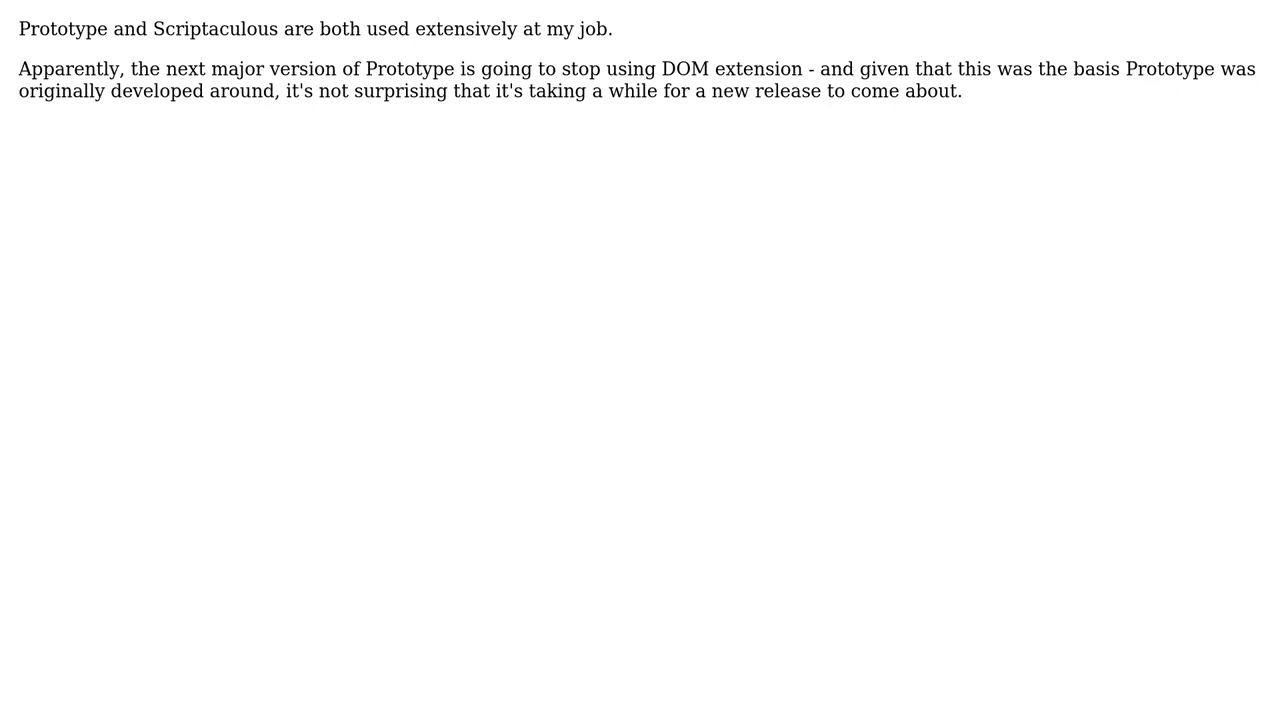 Prototype and Scriptaculous are both used extensively at my job.
Apparently, the next major version of Prototype is going to stop using DOM extension - and given that this was the basis Prototype was
originally developed around, it's not surprising that it's taking a while for a new release to come about.